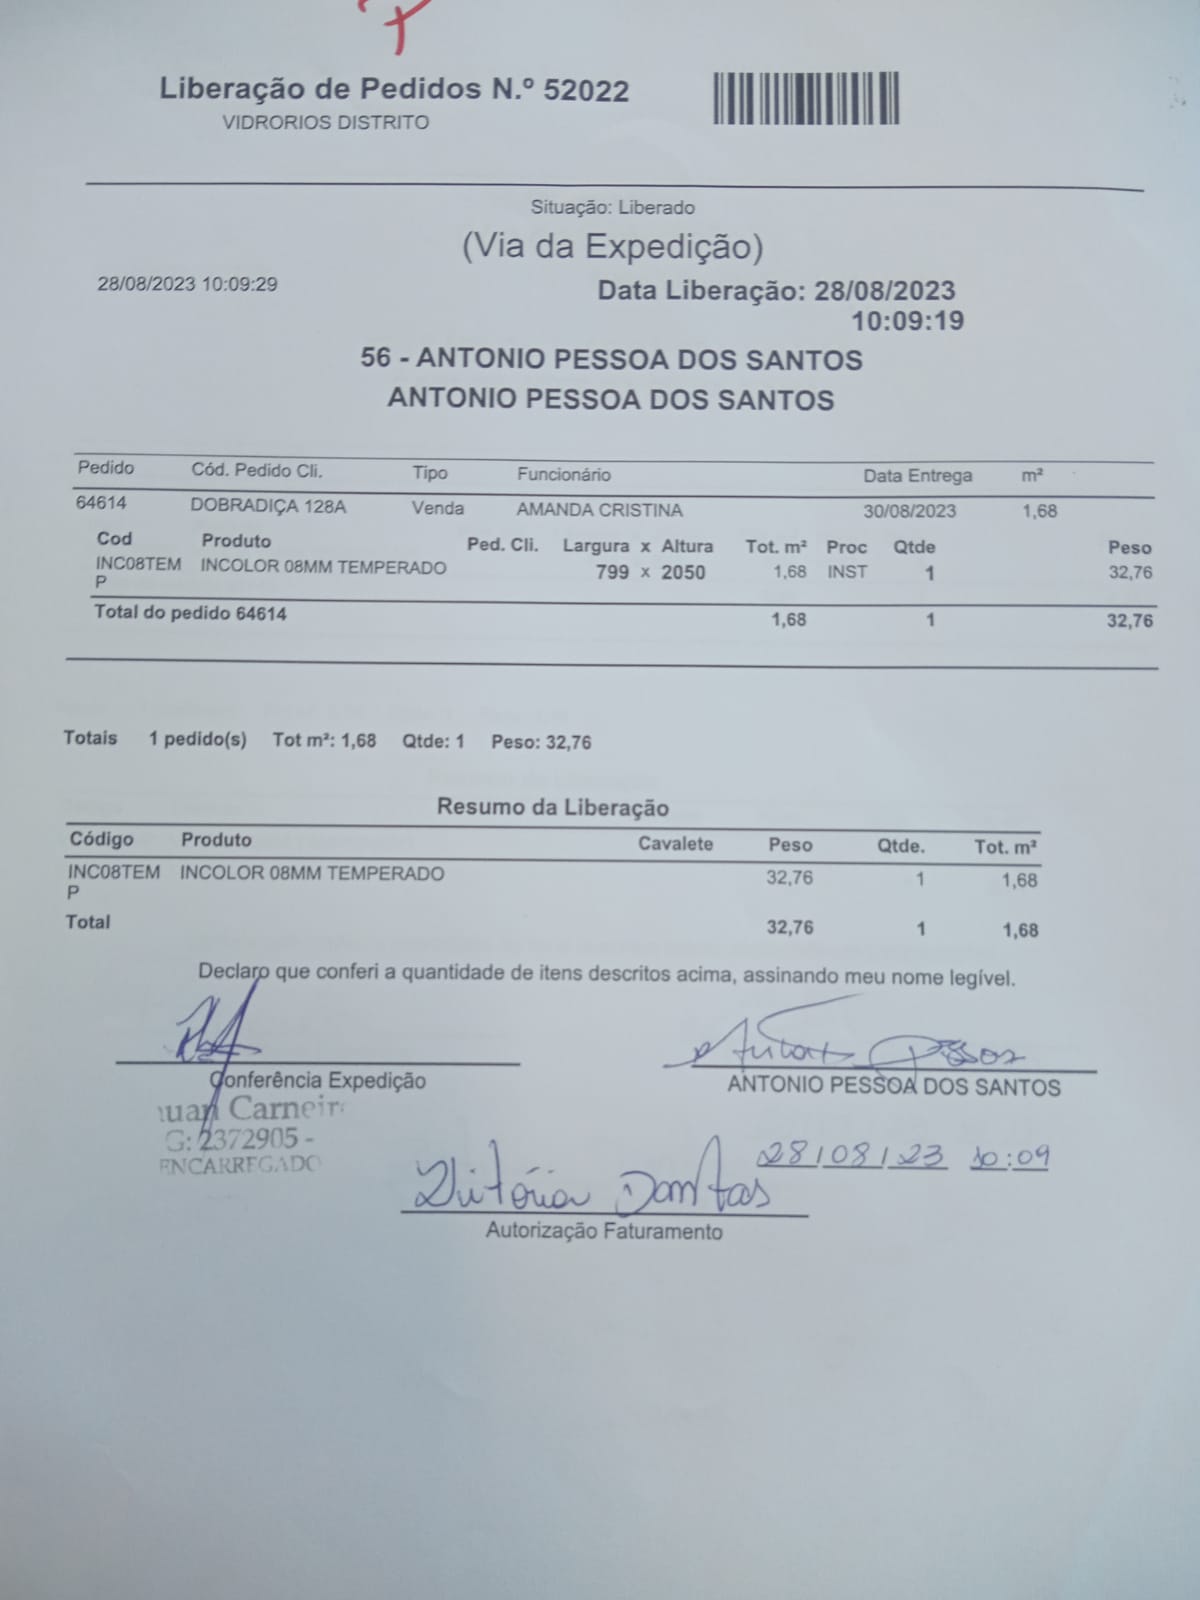 Liberação de Pedidos N.º 52022
VIDRORIOS DISTRITO
Situação: Liberado
(Via da Expedição)
28/08/2023 10:09:29
Data Liberação: 28/08/2023
10:09:19
56 - ANTONIO PESSOA DOS SANTOS
ANTONIO PESSOA DOS SANTOS
Pedido Cód. Pedido Cli. Tipo Funcionário Data Entrega m²
64614 DOBRADIÇA 128A Venda AMANDA CRISTINA 30/08/2023 1,68
Cod Produto Ped. Cli. Largura x Altura Tot. m² Proc Qtde Peso
INC08TEM INCOLOR 08MM TEMPERADO 799 x 2050 1,68 INST 1 32,76
P
Total do pedido 64614 1,68 1 32,76
Totais 1 pedido(s) Tot m²: 1,68 Qtde: 1 Peso: 32,76
Resumo da Liberação
Código Produto Cavalete Peso Qtde. Tot. m²
INC08TEM INCOLOR 08MM TEMPERADO 32,76 1 1,68
P
Total 32,76 1 1,68
Declaro que conferi a quantidade de itens descritos acima, assinando meu nome legível.
Conferência Expedição
ANTONIO PESSOA DOS SANTOS
uan Carneir
G: 2372905 -
ENCARREGADO
28/08/23 10:09
Vitória Dantas
Autorização Faturamento